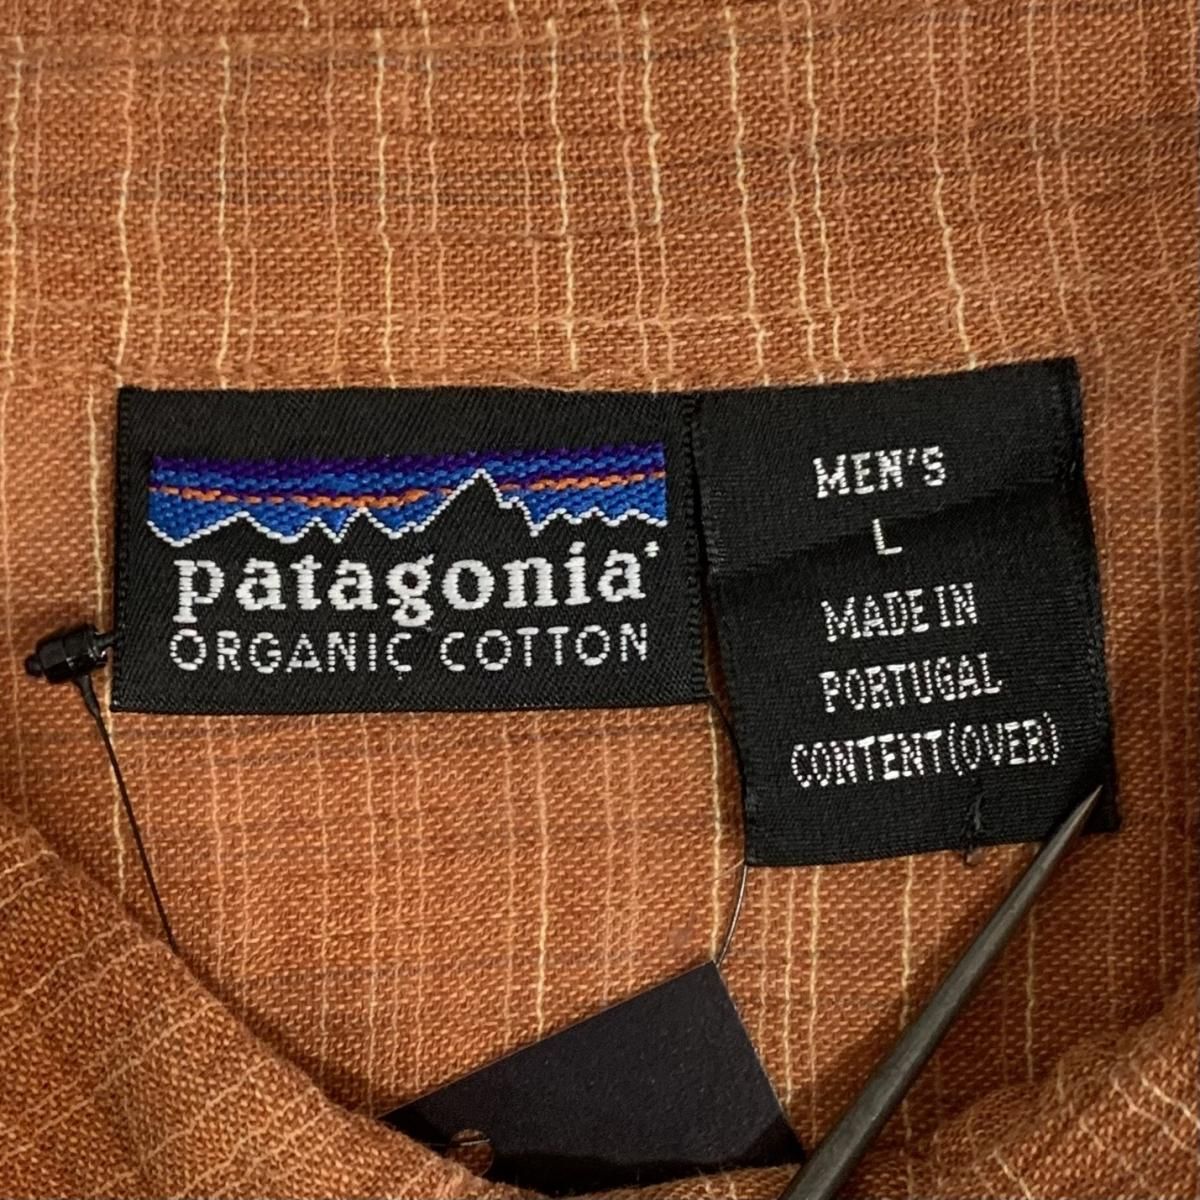 patagonia
ORGANIC COTTON
MEN'S
L
MADE IN
PORTUGAL
CONTENT(OVER)